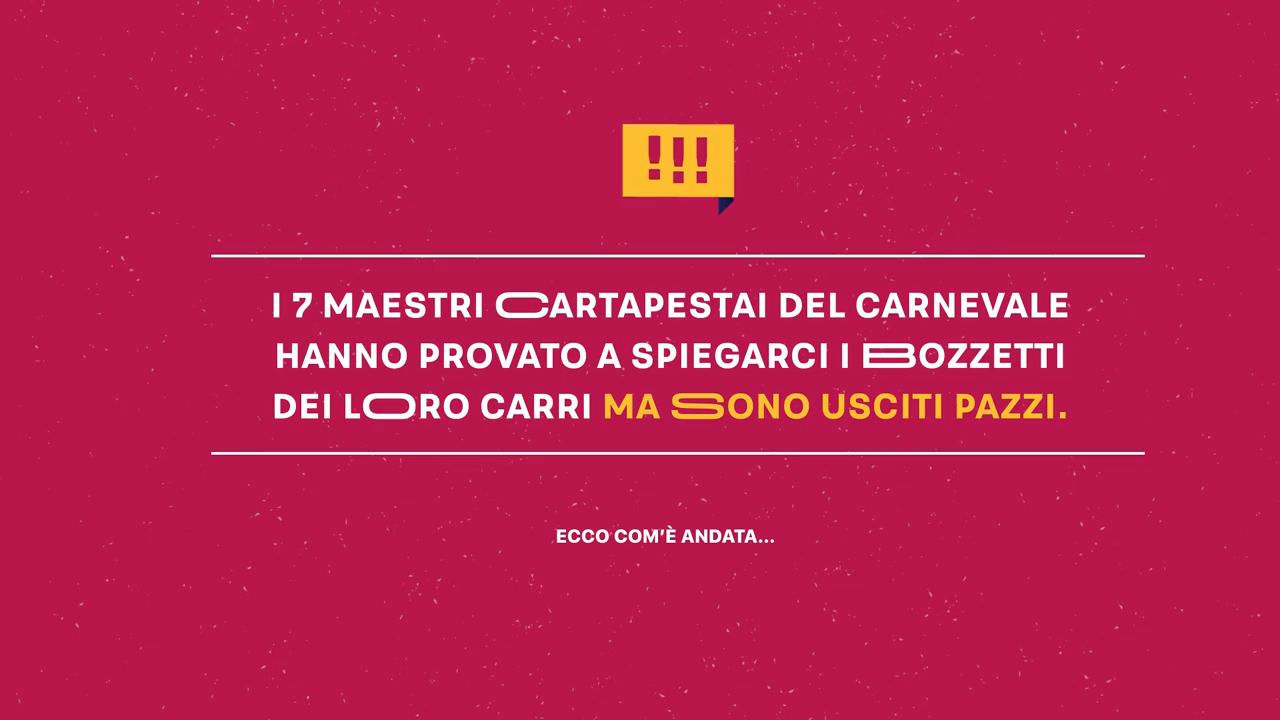 !!!
I 7 MAESTRI CARTAPESTAI DEL CARNEVALE
HANNO PROVATO A SPIEGARCI I BOZZETTI
DEI LORO CARRI MA SONO USCITI PAZZI.
ECCO COM'È ANDATA...